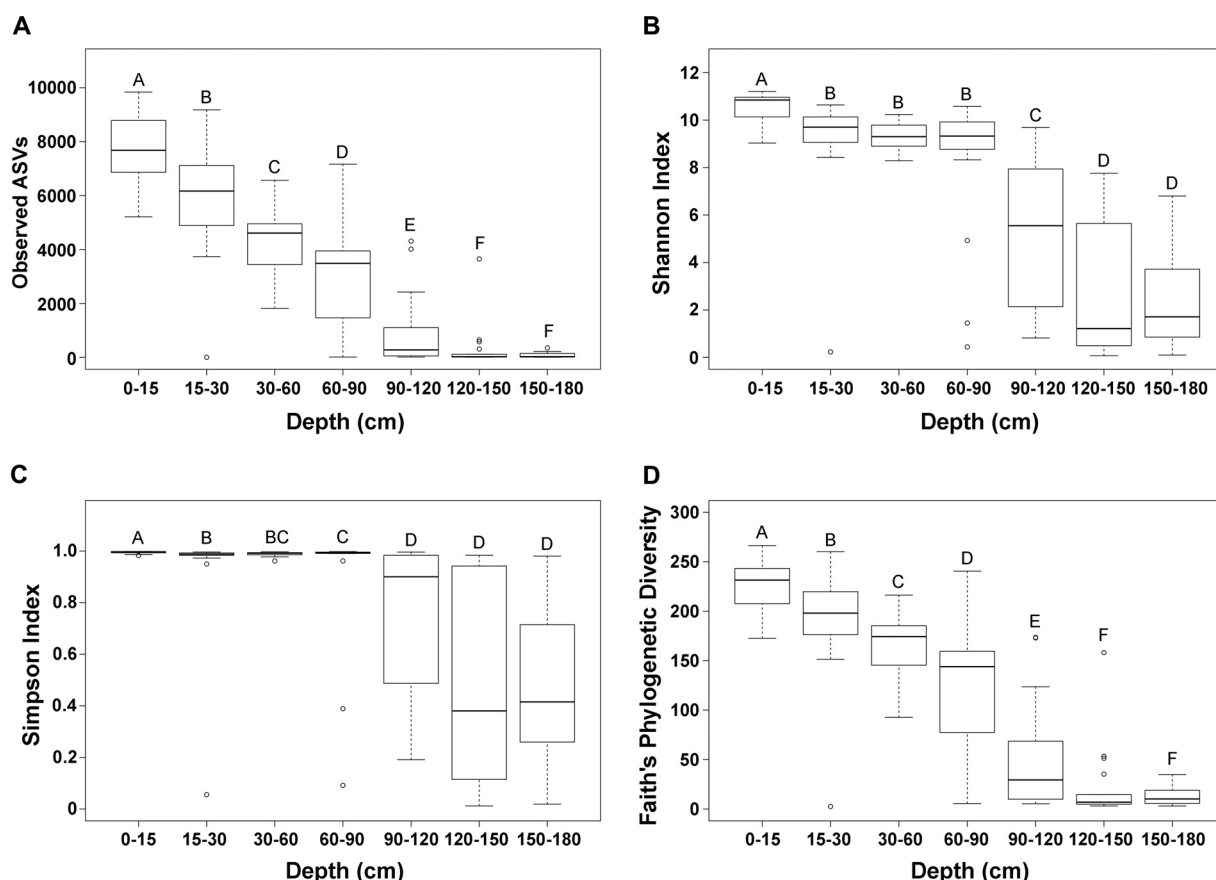 A
Observed ASVs
10000
8000
6000
4000
2000
0
A B C D E F F
0-15 15-30 30-60 60-90 90-120 120-150 150-180
Depth (cm)
B
Shannon Index
12
10
8
6
4
2
0
A B B B C D D
0-15 15-30 30-60 60-90 90-120 120-150 150-180
Depth (cm)
C
Simpson Index
1.0
0.8
0.6
0.4
0.2
0
A B BC C D D D
0-15 15-30 30-60 60-90 90-120 120-150 150-180
Depth (cm)
D
Faith's Phylogenetic Diversity
300
250
200
150
100
50
0
A B C D E F F
0-15 15-30 30-60 60-90 90-120 120-150 150-180
Depth (cm)